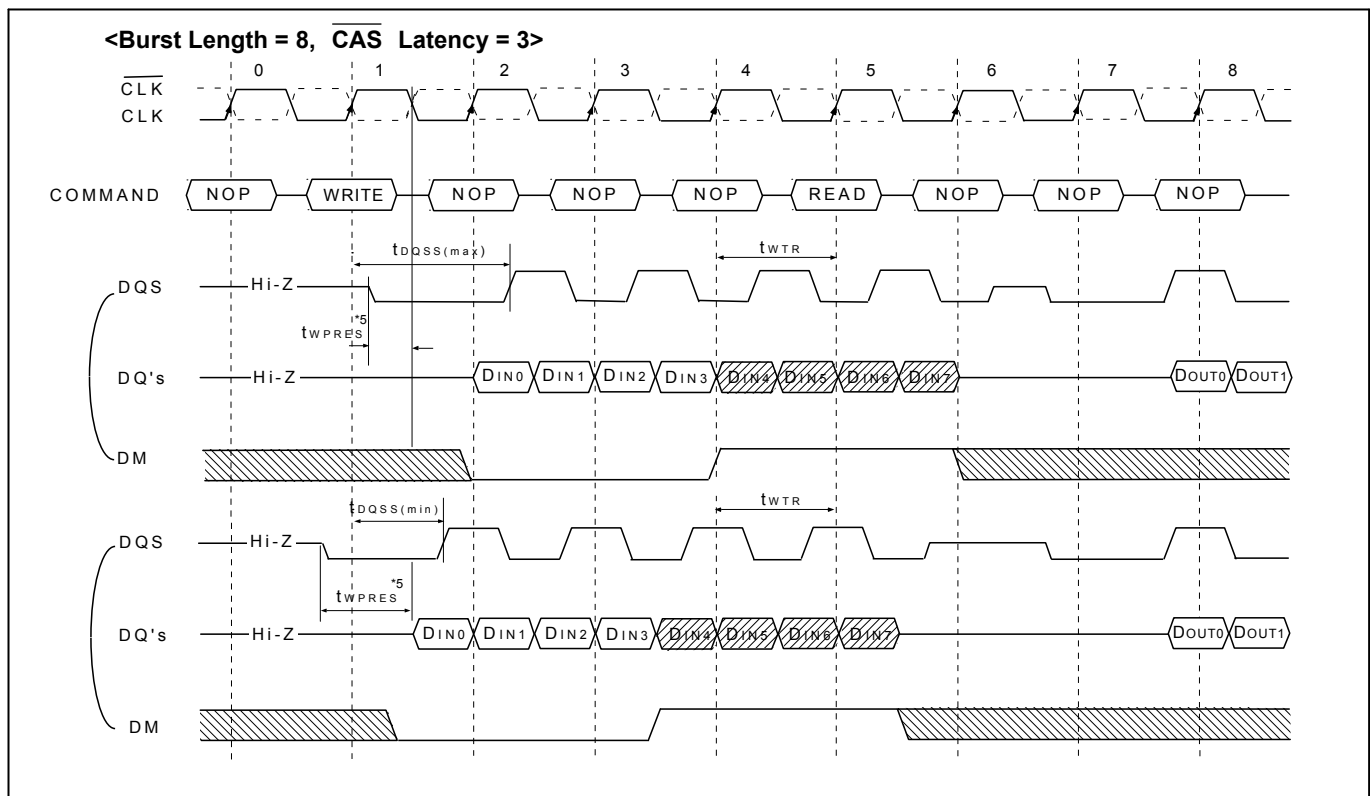 <Burst Length = 8, CAS Latency = 3>
0 1 2 3 4 5 6 7 8
CLK
CLK
COMMAND NOP WRITE NOP NOP NOP READ NOP NOP NOP
tDQSS(max) tWTR
DQS Hi-Z
tWPRES*5
DQ's Hi-Z DIN0 DIN1 DIN2 DIN3 DIN4 DIN5 DIN6 DIN7 DOUT0 DOUT1
DM
tDQSS(min) tWTR
DQS Hi-Z
tWPRES*5
DQ's Hi-Z DIN0 DIN1 DIN2 DIN3 DIN4 DIN5 DIN6 DIN7 DOUT0 DOUT1
DM